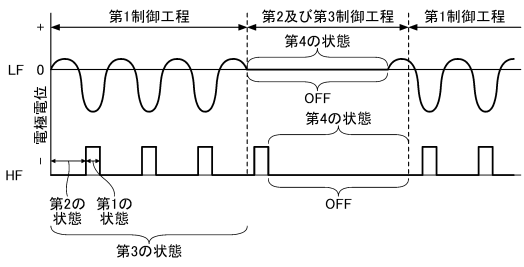 第1制御工程
第2及び第3制御工程
第1制御工程
+
第4の状態
LF
0
OFF
電極電位
第4の状態
−
HF
OFF
第2の
状態
第1の
状態
第3の状態